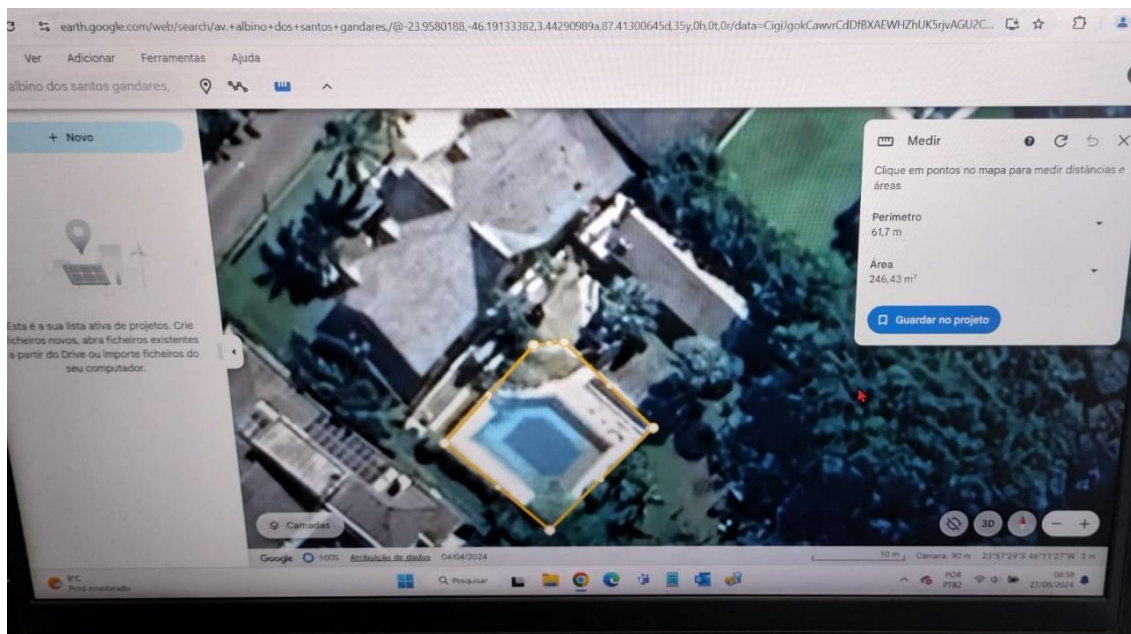 earth.google.com/web/search/av.+albino+dos+santos+gandares,/@-23.9580188,-46.19133382,3.44290989a,87.41300645d,35y,0h,0t,0r/data=
Ver Adicionar Ferramentas Ajuda
albino dos santos gandares,
+ Novo
Esta é a sua lista ativa de projetos. Crie
ficheiros novos, abra ficheiros existentes
a partir do Drive ou importe ficheiros do
seu computador.
Medir
Clique em pontos no mapa para medir distâncias e
áreas
Perímetro
61,7 m
Área
246,43 m²
Guardar no projeto
Camadas
3D
Google 100% Atribuição de dados 04/04/2024
10 m Câmara: 90 m 23°57'29"S 46°11'27"W 3 m
8°C
Pred ensolarado
Pesquisar
POR
PTB2
08:58
27/08/2024